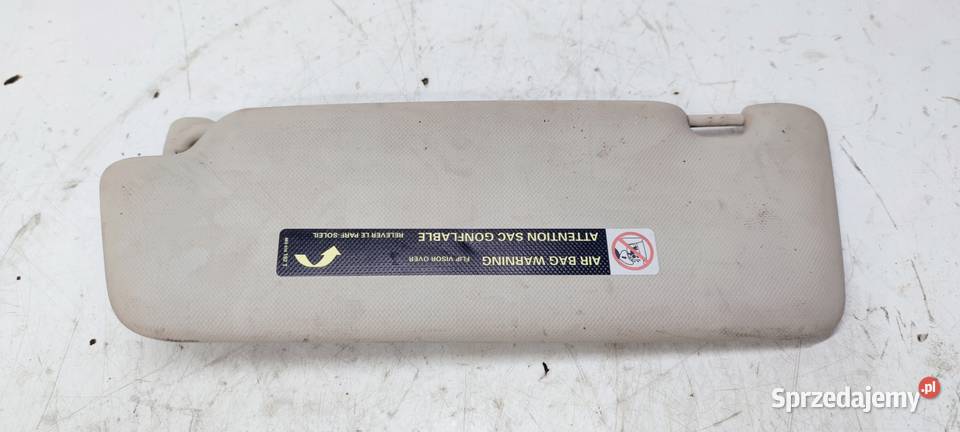 AIR BAG WARNING
FLIP VISOR OVER
ATTENTION SAC GONFLABLE
RELEVER LE PARE-SOLEIL
Sprzedajemy.pl